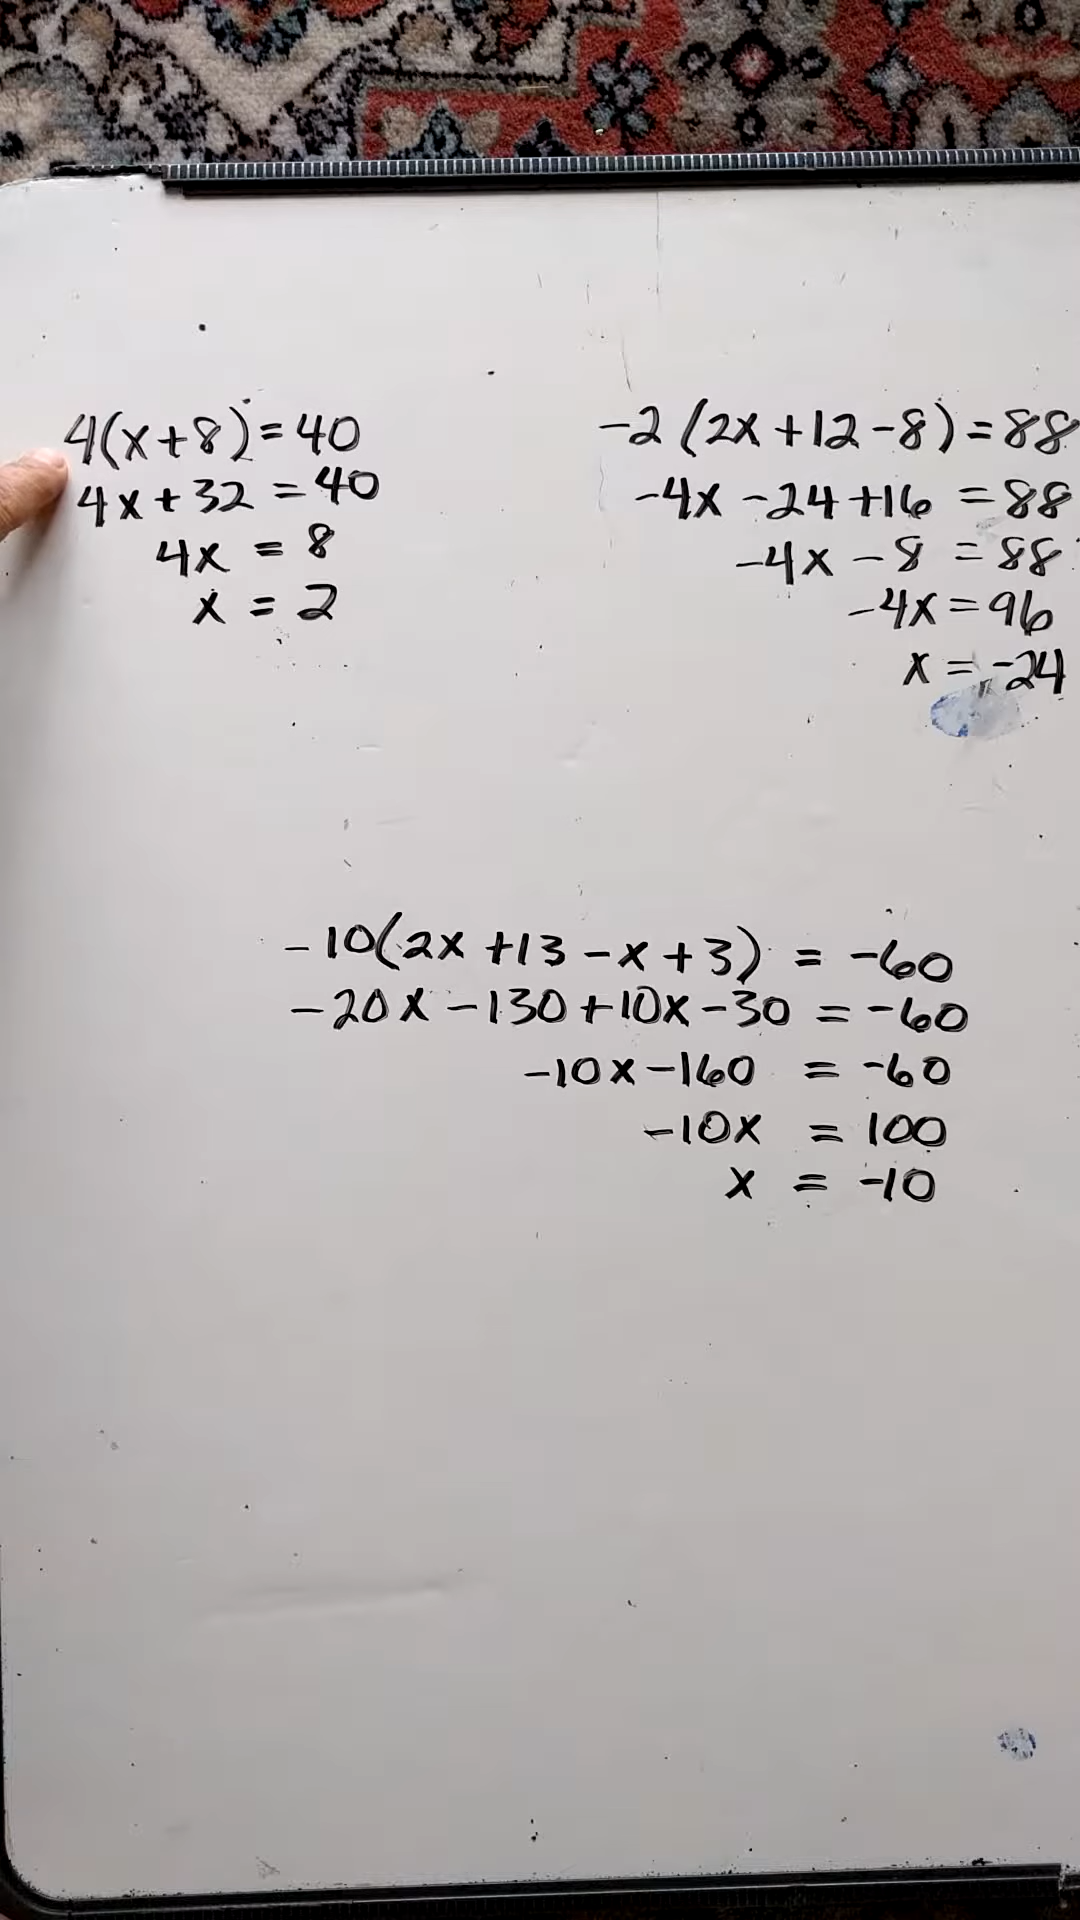 4(x+8)=40
4x+32=40
4x=8
x=2
-2(2x+12-8)=88
-4x-24+16=88
-4x-8=88
-4x=96
x=-24
-10(2x+13-x+3)=-60
-20x-130+10x-30=-60
-10x-160=-60
-10x=100
x=-10